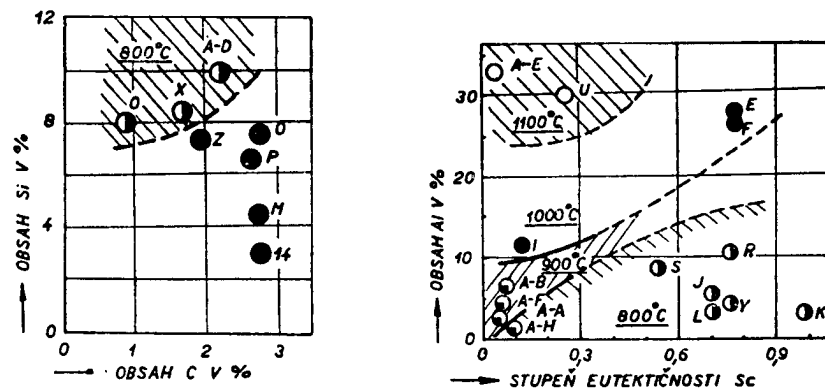 12
8
4
0
0
1
2
3
OBSAH Si V %
OBSAH C V %
800°C
A-D
X
O
Z
O
P
M
14
30
20
10
0
0
0,3
0,6
0,9
OBSAH Al V %
STUPEŇ EUTEKTIČNOSTI Sc
A-E
U
1100°C
E
F
1000°C
I
900°C
A-B
A-F
A-A
A-H
S
R
J
L
Y
K
800°C